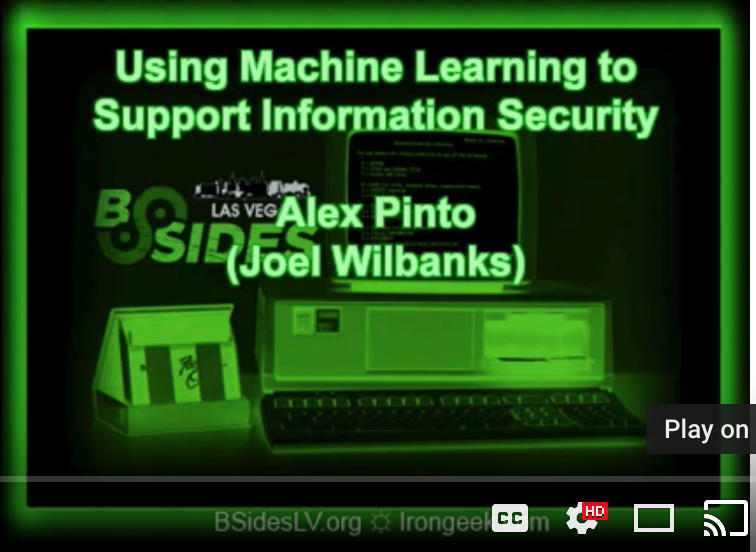 Using Machine Learning to
Support Information Security
BSIDES
LAS VEG
Alex Pinto
(Joel Wilbanks)
Play on
BSidesLV.org ☼ Irongeek
m
CC
HD